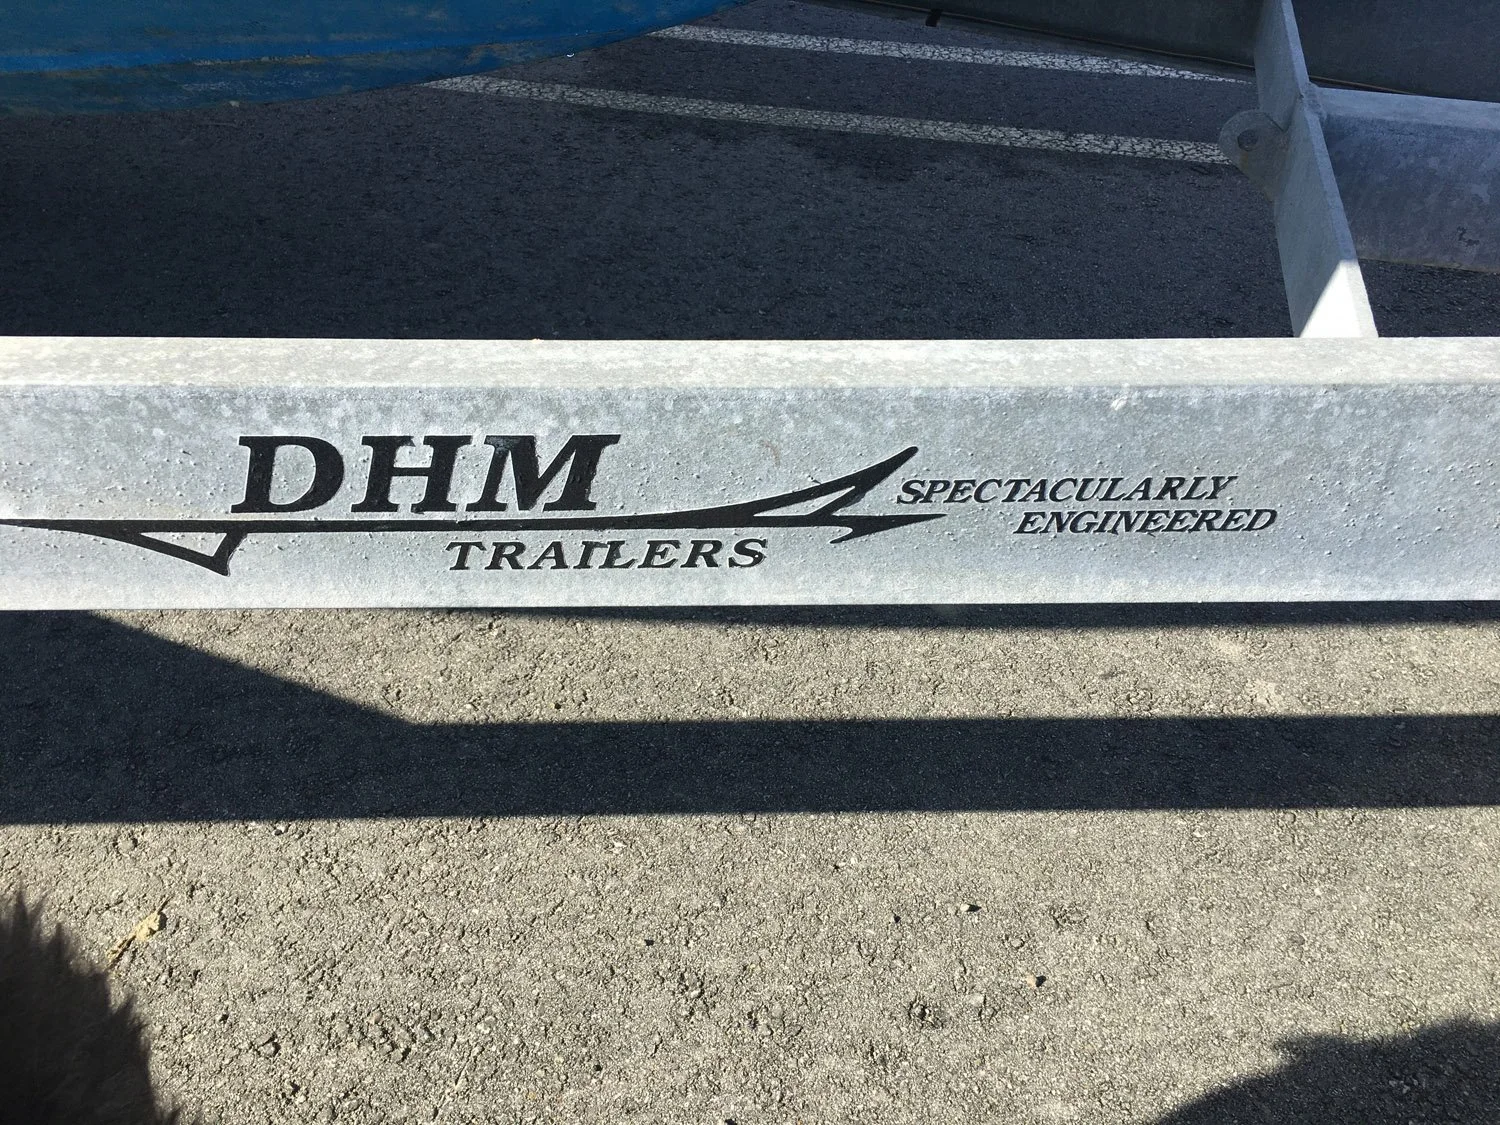 DHM
TRAILERS
SPECTACULARLY
ENGINEERED